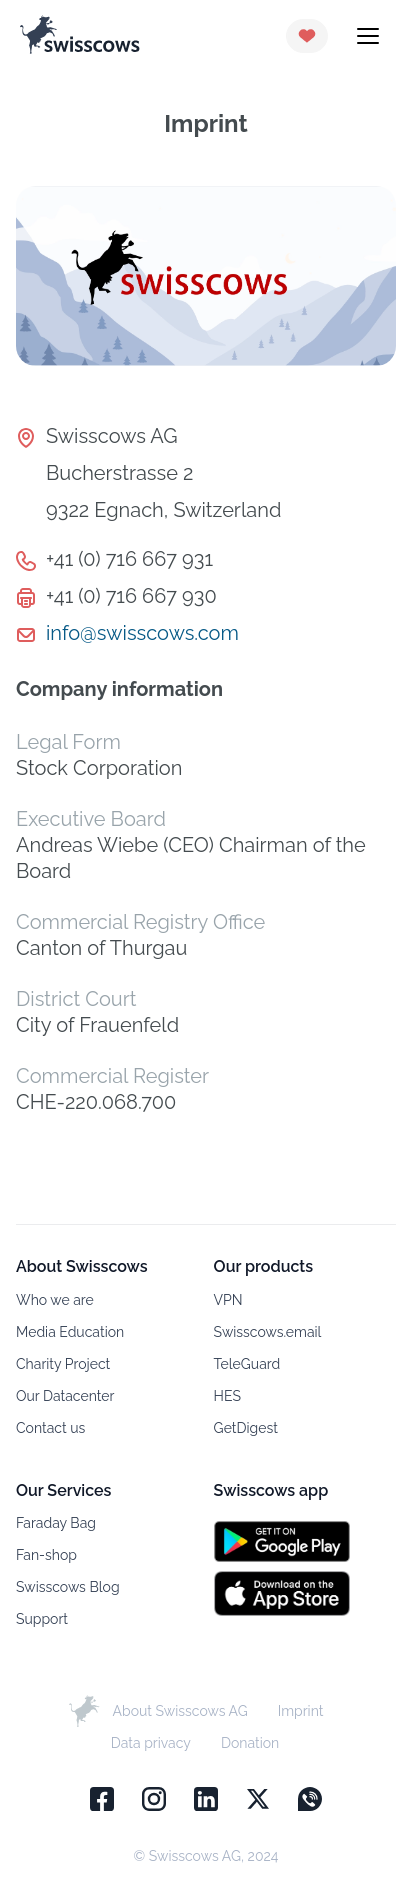 swisscows
Imprint
swisscows
Swisscows AG
Bucherstrasse 2
9322 Egnach, Switzerland
+41 (0) 716 667 931
+41 (0) 716 667 930
info@swisscows.com
Company information
Legal Form
Stock Corporation
Executive Board
Andreas Wiebe (CEO) Chairman of the
Board
Commercial Registry Office
Canton of Thurgau
District Court
City of Frauenfeld
Commercial Register
CHE-220.068.700
About Swisscows
Who we are
Media Education
Charity Project
Our Datacenter
Contact us
Our products
VPN
Swisscows.email
TeleGuard
HES
GetDigest
Our Services
Faraday Bag
Fan-shop
Swisscows Blog
Support
Swisscows app
GET IT ON
Google Play
Download on the
App Store
About Swisscows AG Imprint
Data privacy Donation
© Swisscows AG, 2024